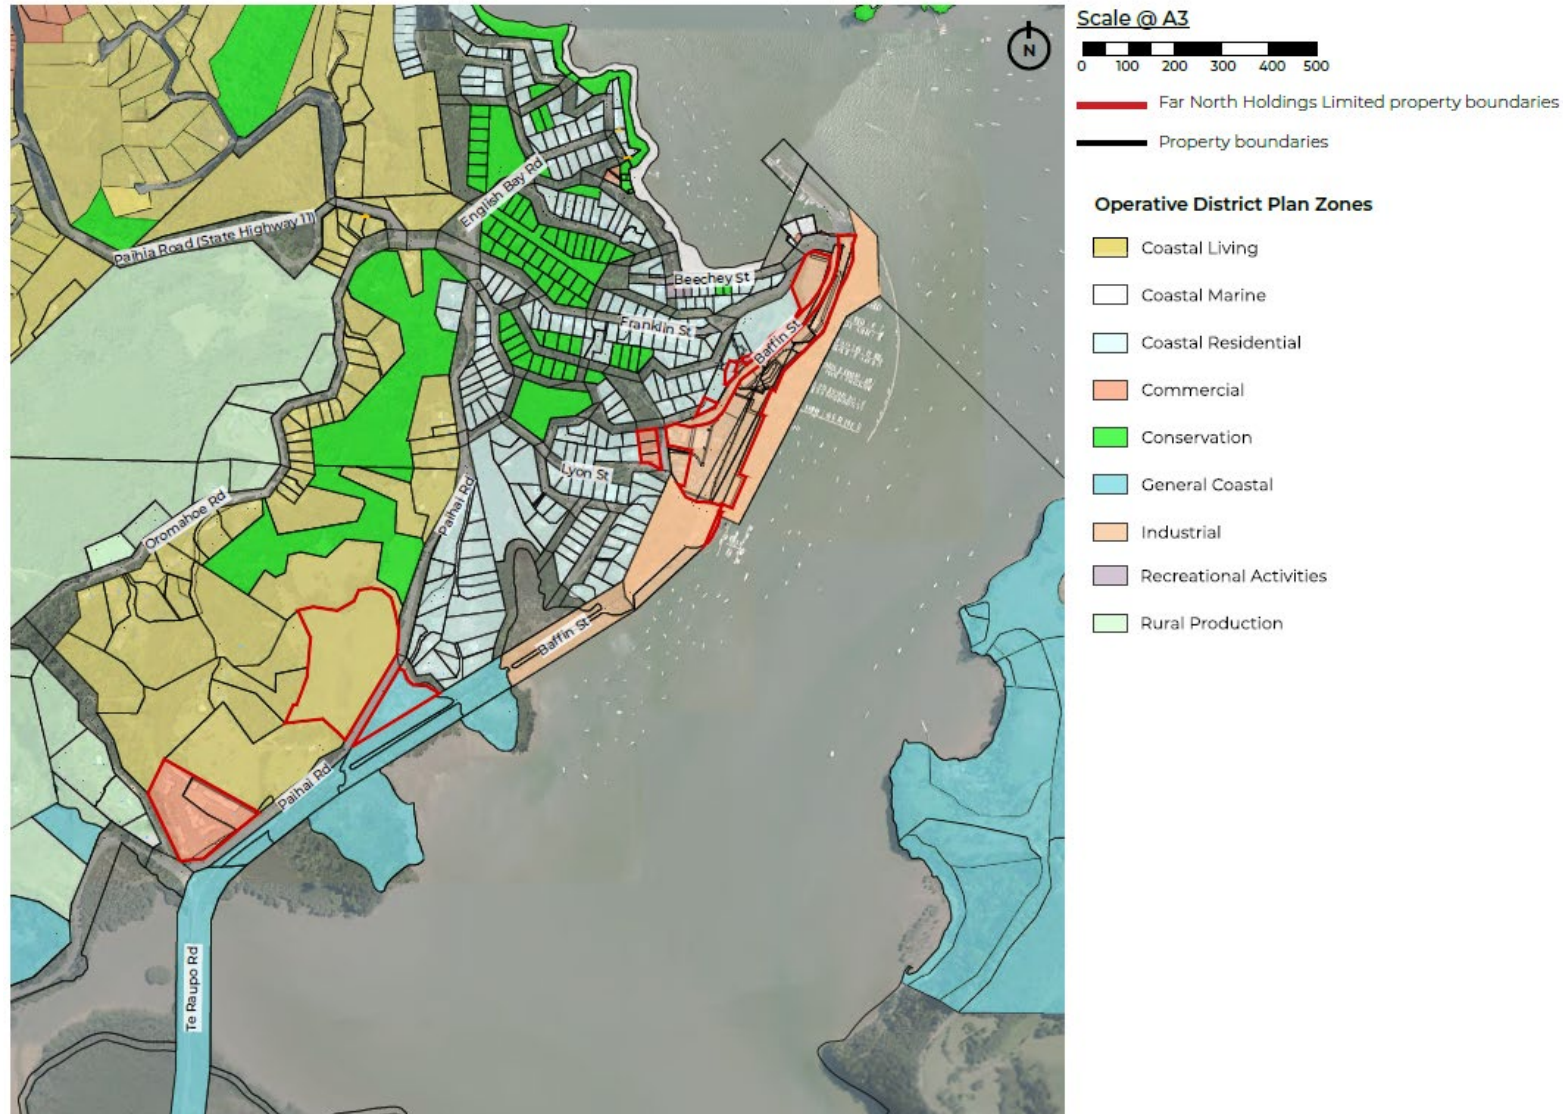 Scale @ A3
N
0 100 200 300 400 500
Far North Holdings Limited property boundaries
Property boundaries
Operative District Plan Zones
Coastal Living
Coastal Marine
Coastal Residential
Commercial
Conservation
General Coastal
Industrial
Recreational Activities
Rural Production
English Bay Rd
Paihia Road (State Highway 11)
Beechey St
Franklin St
Baffin St
Lyon St
Paihai Rd
Oromahoe Rd
Baffin St
Paihai Rd
Te Raupo Rd